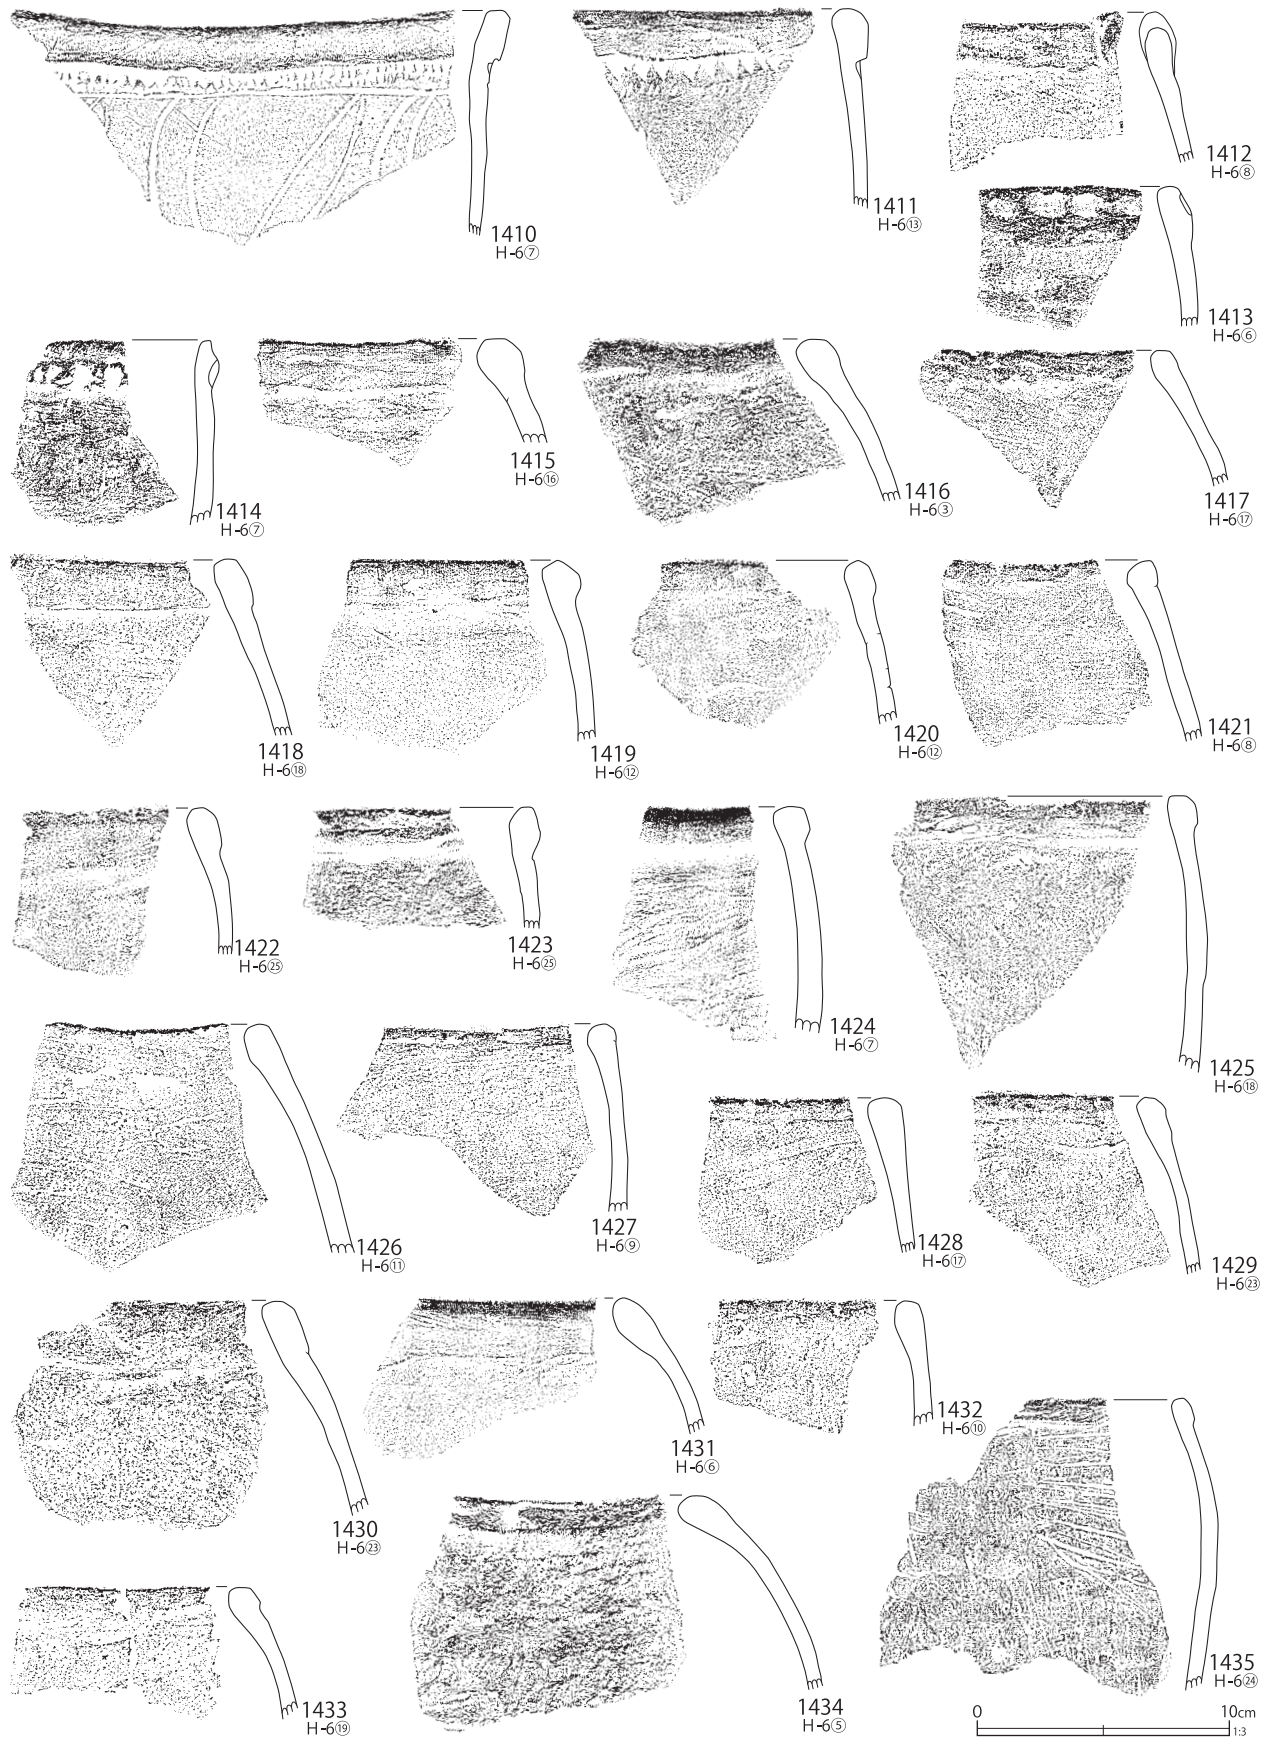 1410
H-6⑦
1411
H-6⑬
1412
H-6⑧
1413
H-6⑥
1414
H-6⑦
1415
H-6⑯
1416
H-6③
1417
H-6⑰
1418
H-6⑱
1419
H-6⑫
1420
H-6⑫
1421
H-6⑧
1422
H-6㉕
1423
H-6㉕
1424
H-6⑦
1425
H-6⑱
1426
H-6⑪
1427
H-6⑨
1428
H-6⑰
1429
H-6㉓
1430
H-6㉓
1431
H-6⑥
1432
H-6⑩
1433
H-6⑲
1434
H-6⑤
1435
H-6㉔
0 10cm
1:3